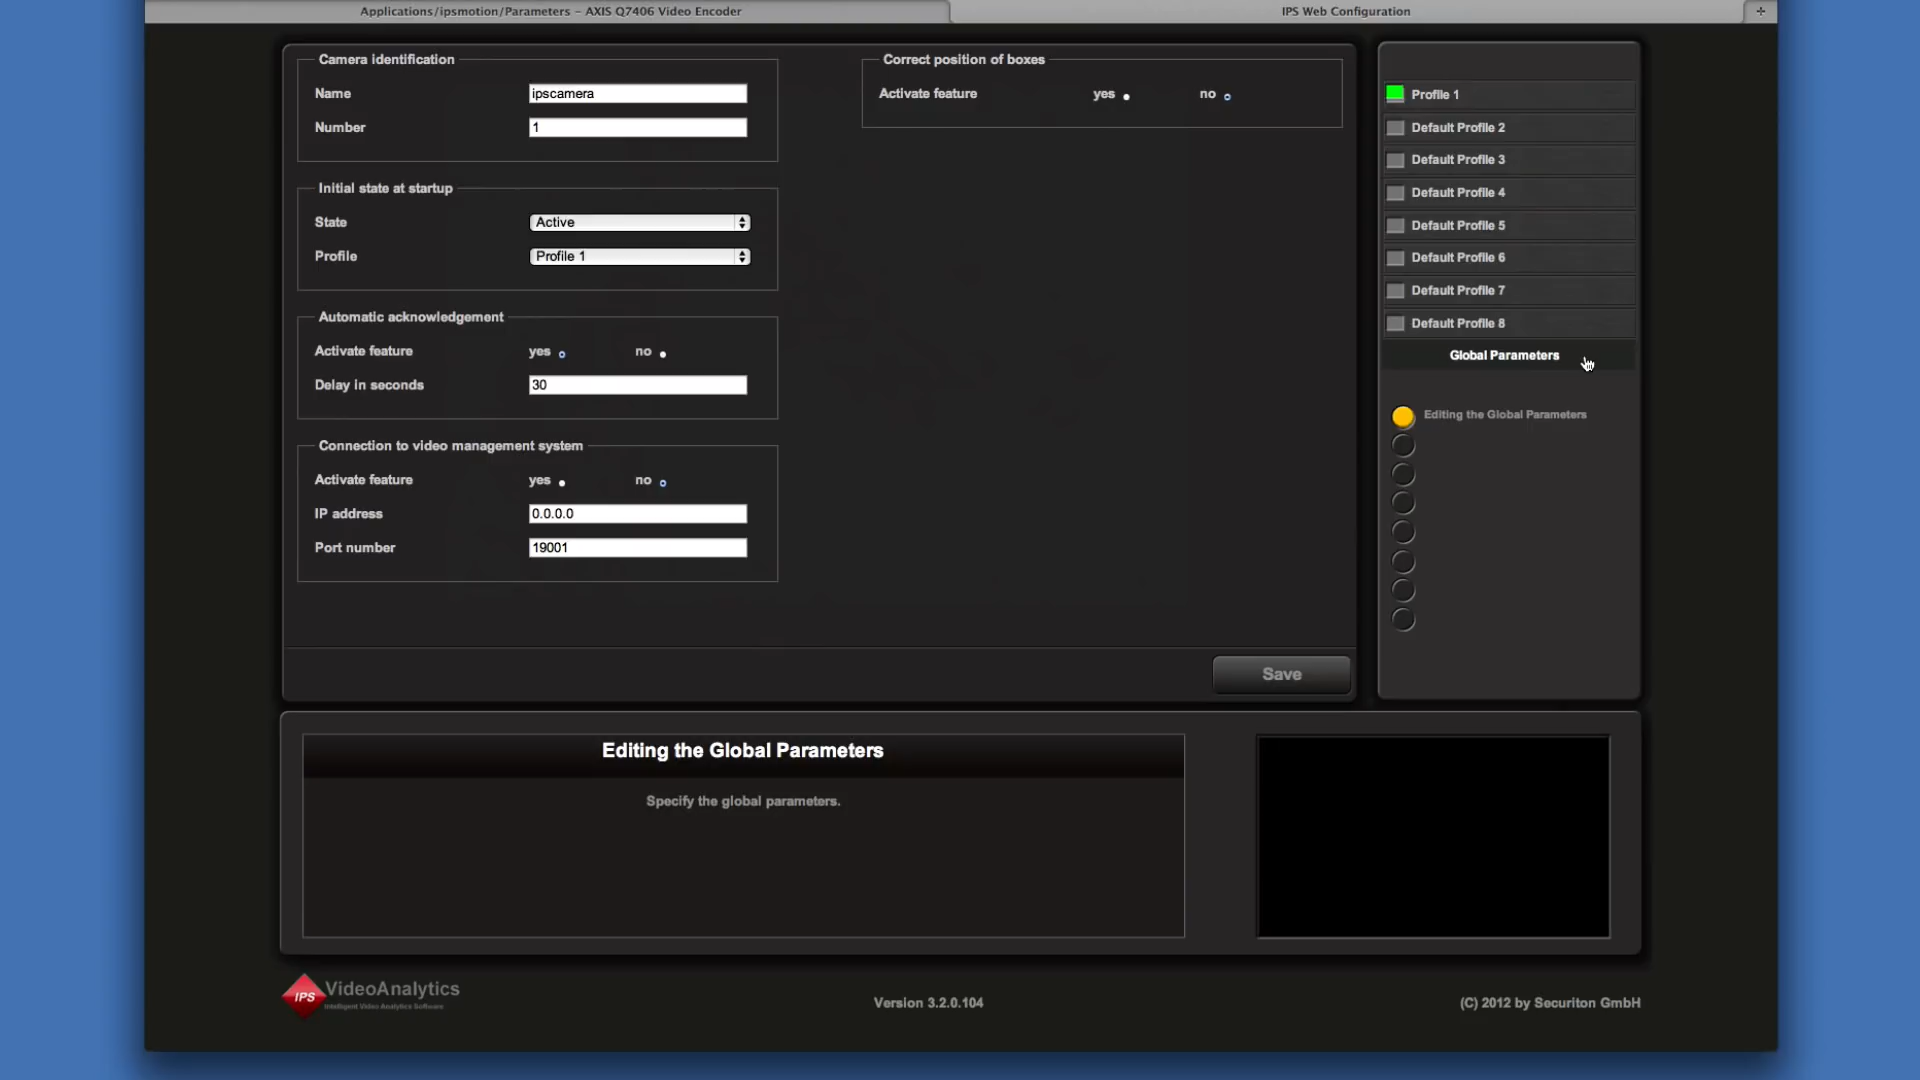 Applications/ipsmotion/Parameters – AXIS Q7406 Video Encoder
IPS Web Configuration
+
Camera identification
Name
ipscamera
Number
1
Initial state at startup
State
Active
Profile
Profile 1
Automatic acknowledgement
Activate feature
yes
no
Delay in seconds
30
Connection to video management system
Activate feature
yes
no
IP address
0.0.0.0
Port number
19001
Correct position of boxes
Activate feature
yes
no
Save
Profile 1
Default Profile 2
Default Profile 3
Default Profile 4
Default Profile 5
Default Profile 6
Default Profile 7
Default Profile 8
Global Parameters
Editing the Global Parameters
Editing the Global Parameters
Specify the global parameters.
IPS
VideoAnalytics
Intelligent Video Analytics Software
Version 3.2.0.104
(C) 2012 by Securiton GmbH